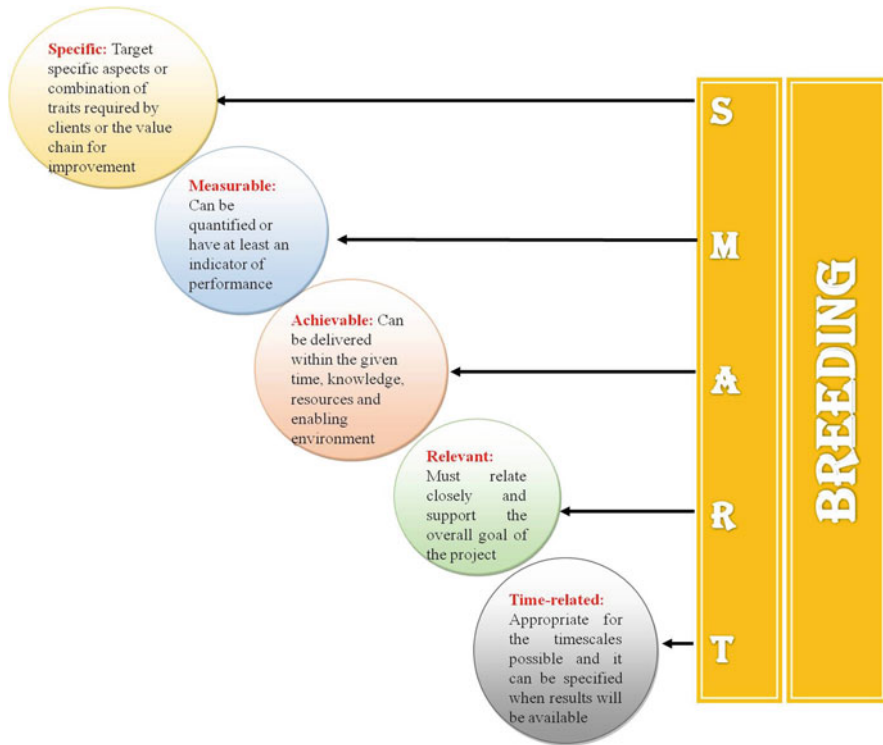 Specific: Target
specific aspects or
combination of
traits required by
clients or the value
chain for
improvement
Measurable:
Can be
quantified or
have at least an
indicator of
performance
Achievable: Can
be delivered
within the given
time, knowledge,
resources and
enabling
environment
Relevant:
Must relate
closely and
support the
overall goal of
the project
Time-related:
Appropriate for
the timescales
possible and it
can be specified
when results will
be available
S
M
A
R
T
BREEDING